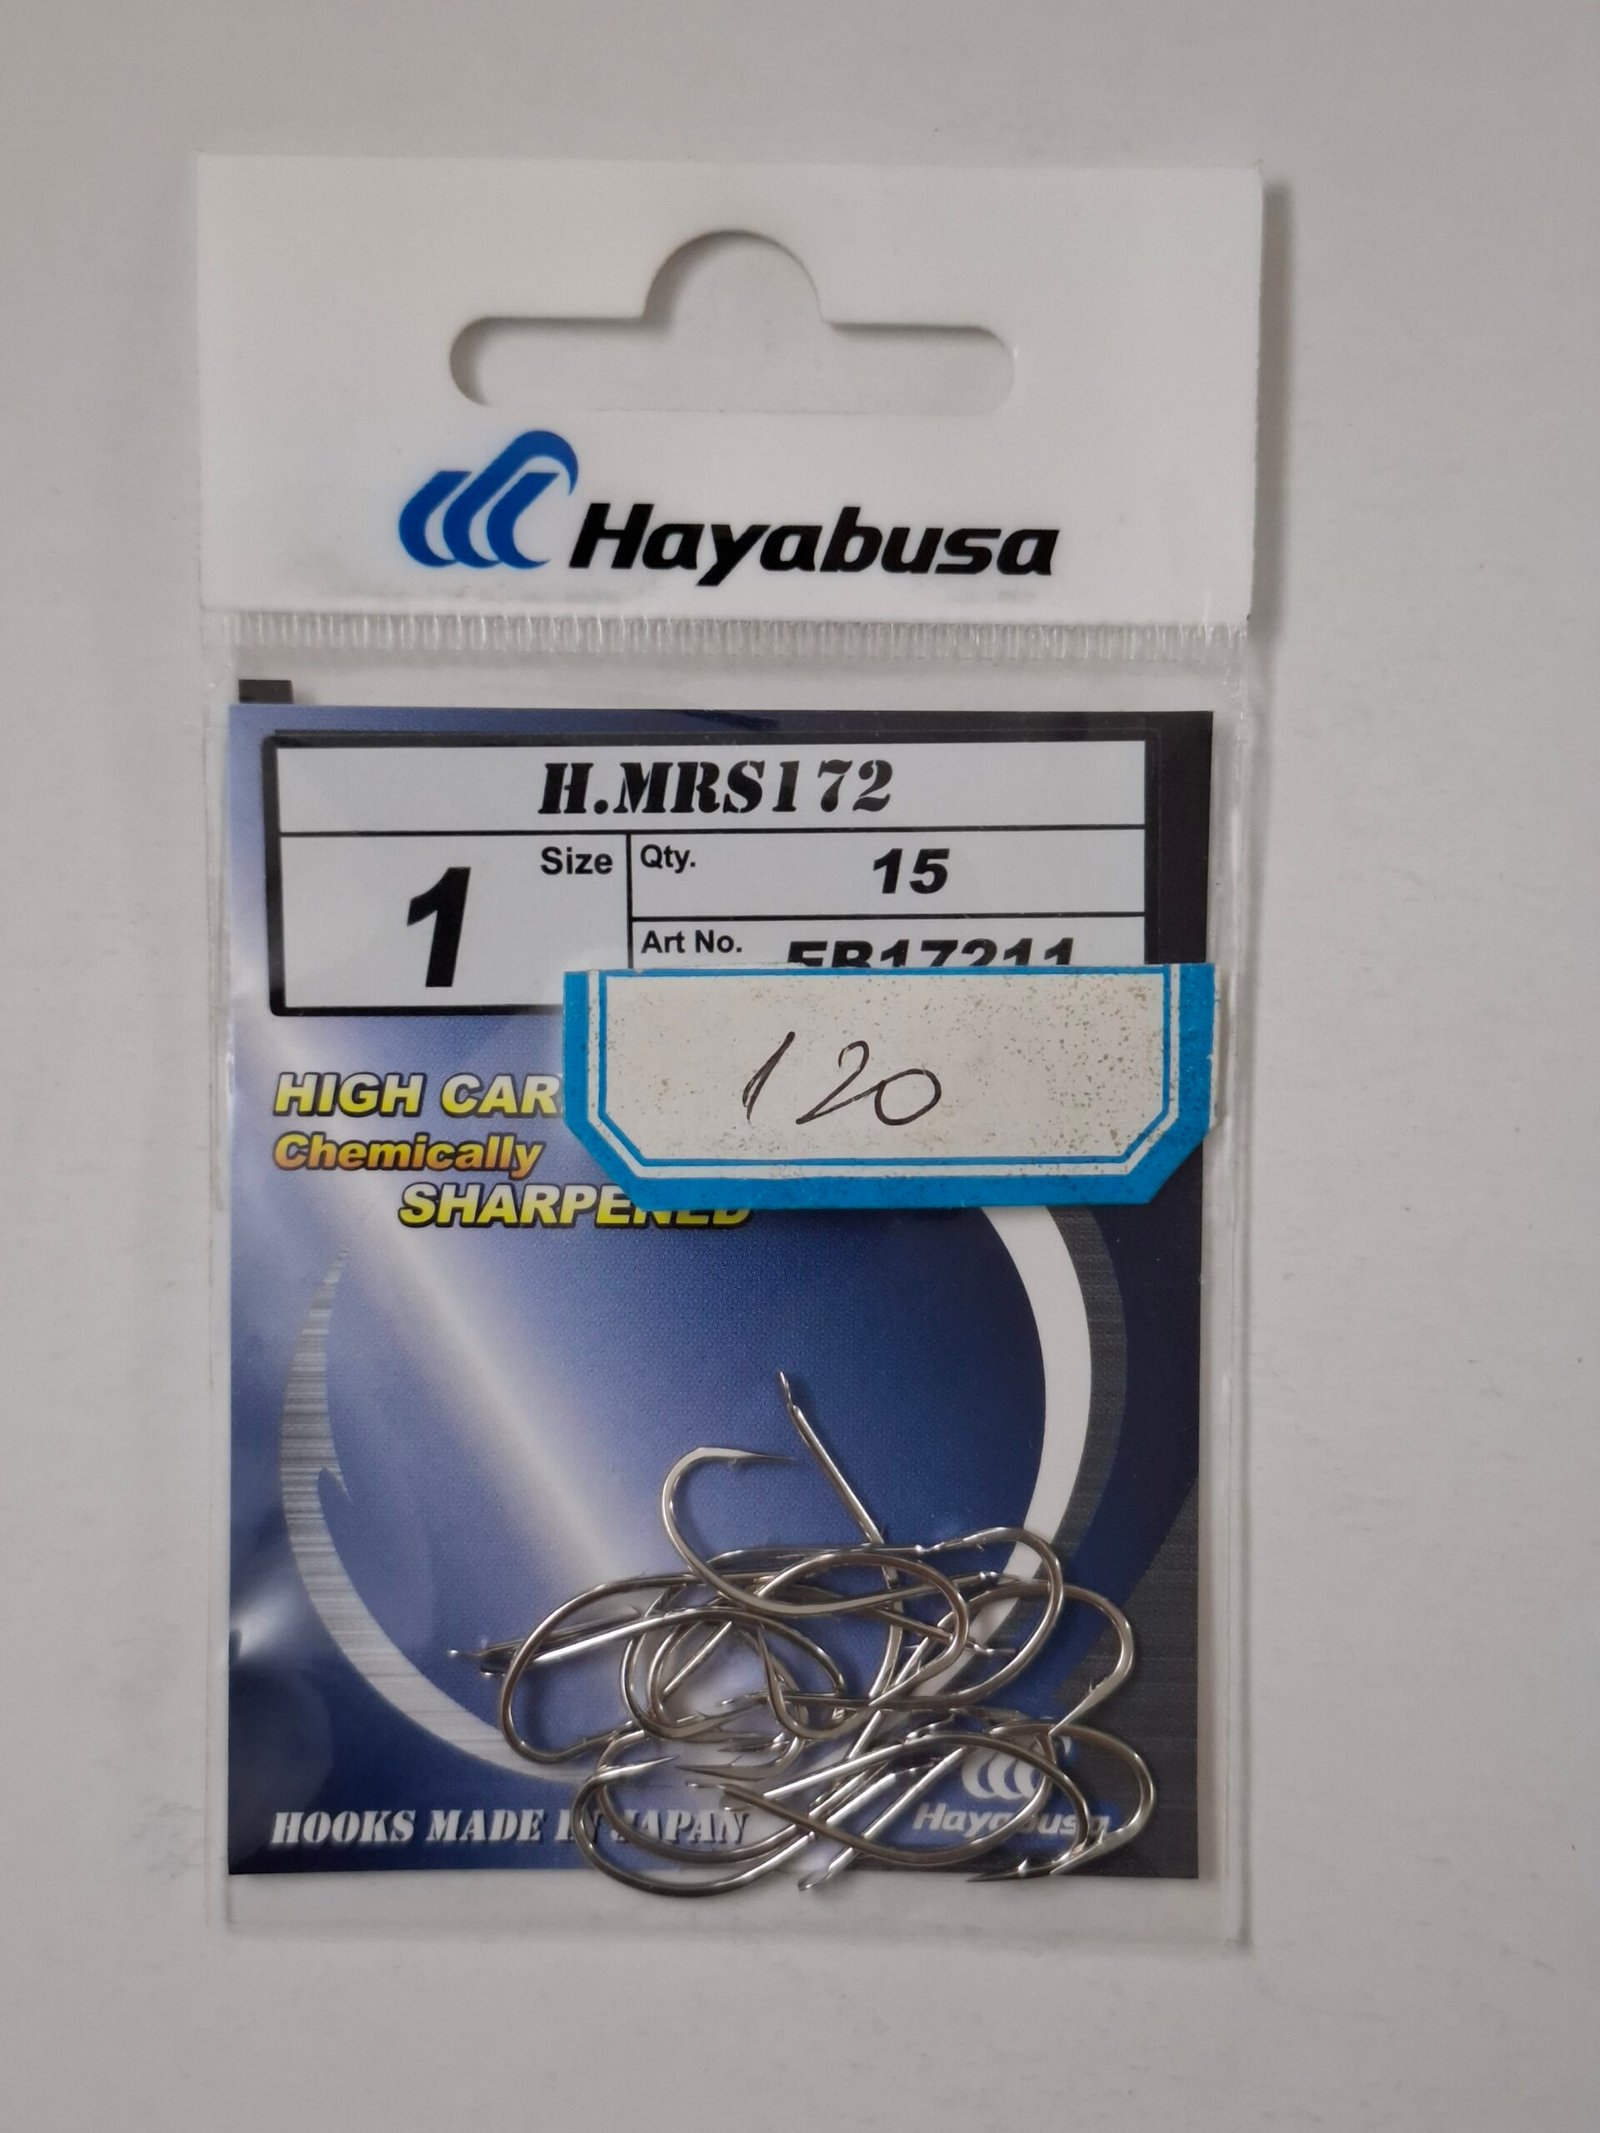 Hayabusa
H.MRS172
Size
1
Qty.
15
Art No.
120
HIGH CAR
Chemically
SHARPENED
HOOKS MADE IN JAPAN
Hayabusa